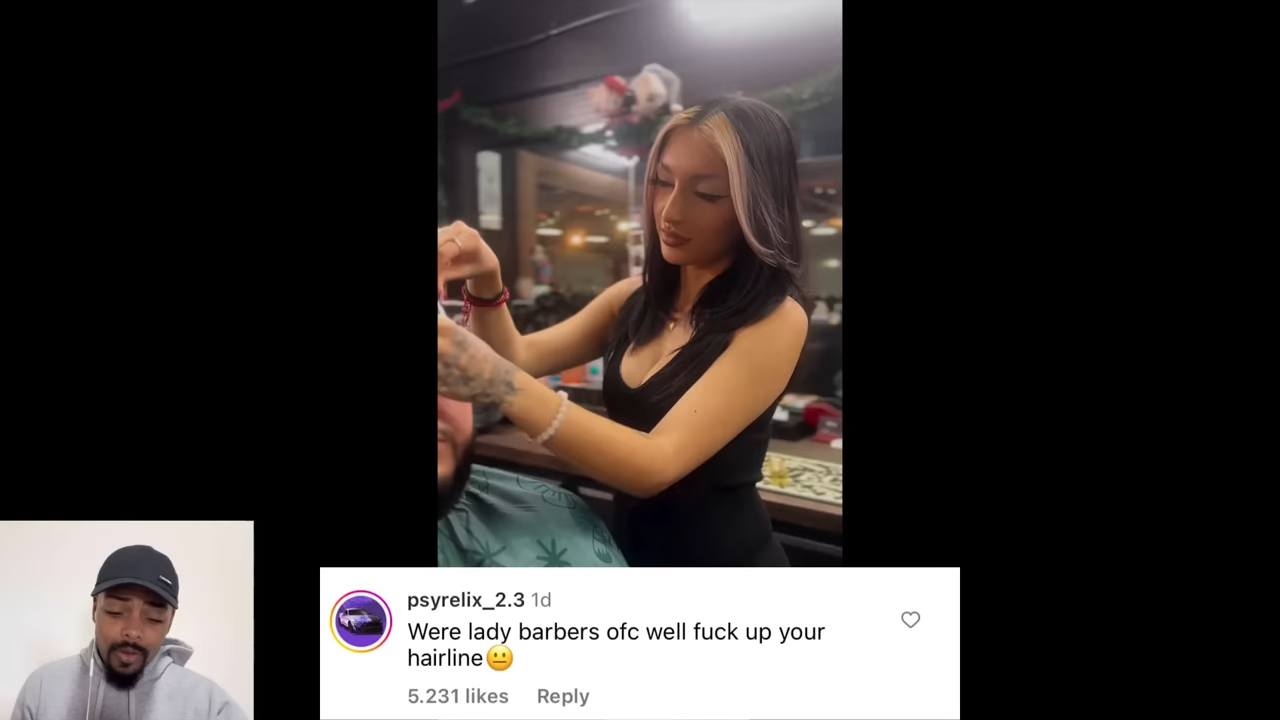 psyrelix_2.3 1d
Were lady barbers ofc well fuck up your
hairline😐
5.231 likes Reply